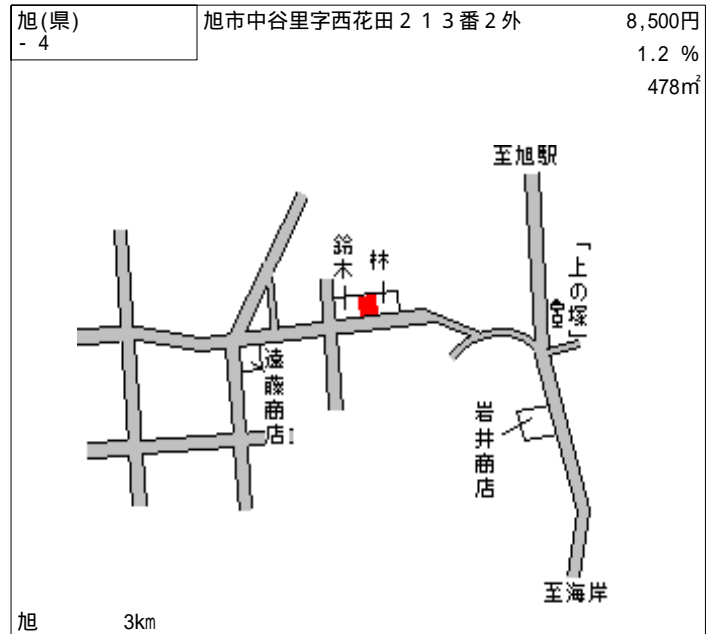 旭(県)
- 4
旭市中谷里字西花田２１３番２外
8,500円
1.2 %
478㎡
至旭駅
鈴木
林
「上の塚」
遠藤商店
岩井商店
至海岸
旭 3km